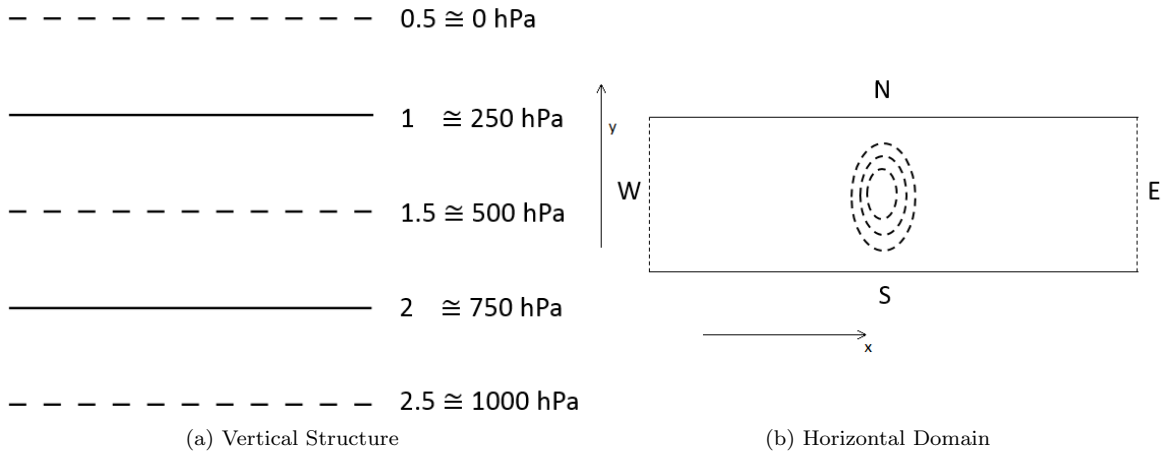 0.5 ≅ 0 hPa
1 ≅ 250 hPa
1.5 ≅ 500 hPa
2 ≅ 750 hPa
2.5 ≅ 1000 hPa
(a) Vertical Structure
N
y
W
E
S
x
(b) Horizontal Domain